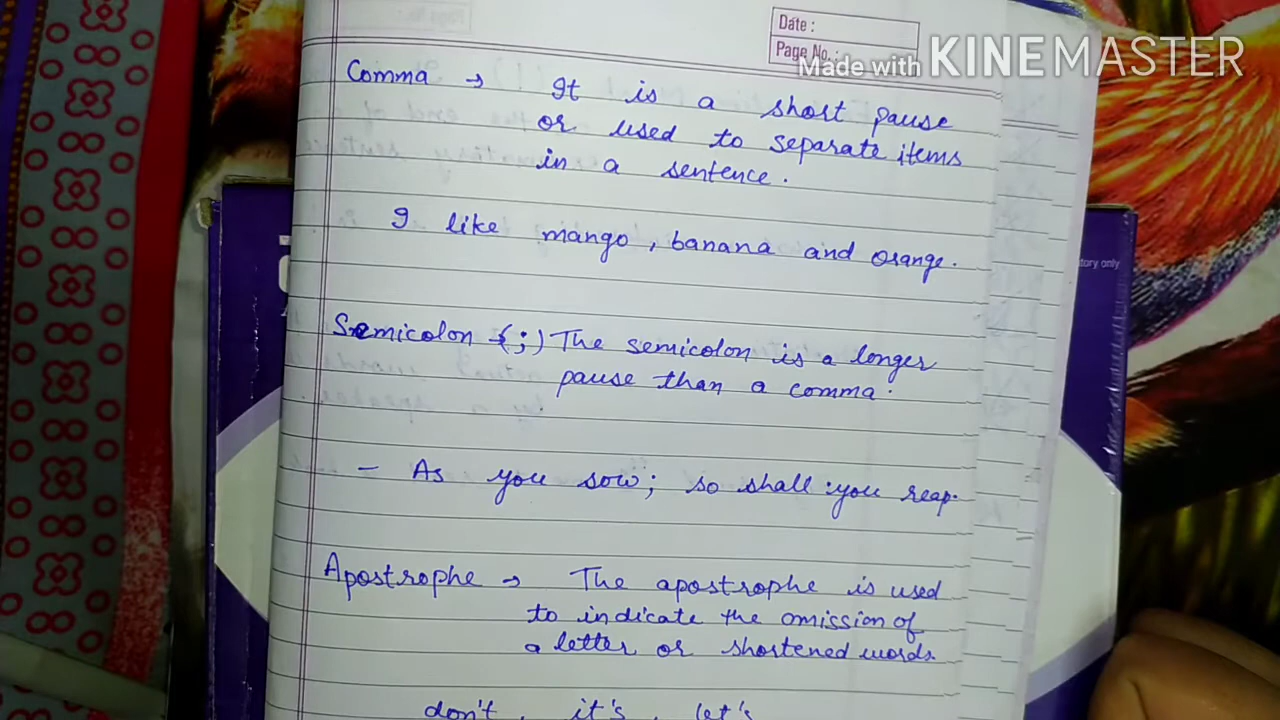 Date :
Page No. :
Made with KINEMASTER
Comma → It is a short pause
or used to separate items
in a sentence.
I like mango, banana and orange.
tory only
Semicolon (;) The semicolon is a longer
pause than a comma.
- As you sow; so shall you reap.
Apostrophe → The apostrophe is used
to indicate the omission of
a letter or shortened words.
don't, it's, let's